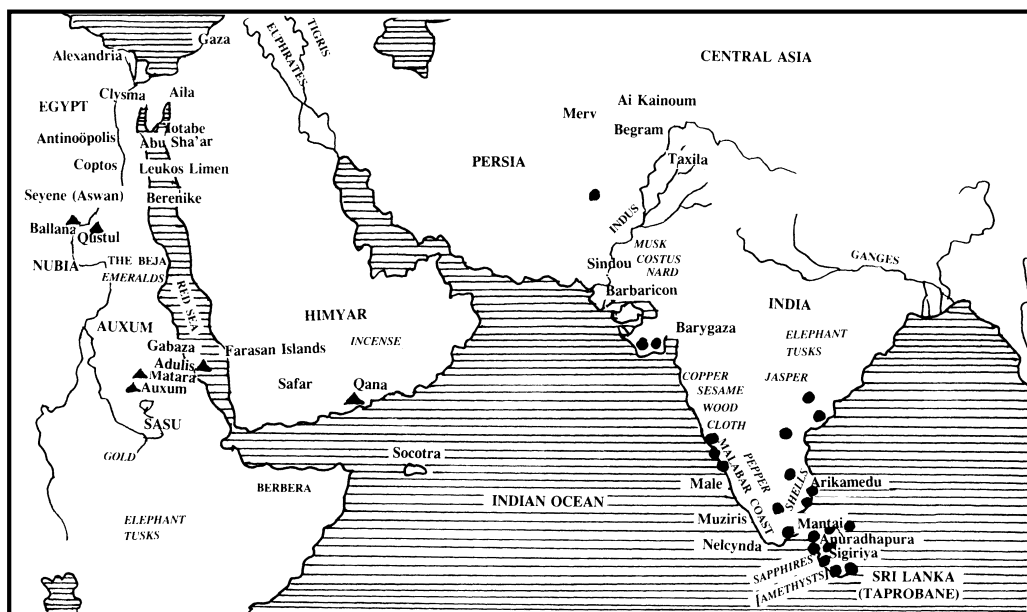 Gaza
Alexandria
TIGRIS
EUPHRATES
CENTRAL ASIA
Clysma
Aila
EGYPT
Iotabe
Antinoöpolis
Abu Sha'ar
Coptos
Leukos Limen
Seyene (Aswan)
Berenike
Ballana
Qustul
NUBIA
THE BEJA
EMERALDS
RED SEA
AUXUM
Gabaza
Adulis
Matara
Auxum
SASU
GOLD
ELEPHANT
TUSKS
BERBERA
Farasan Islands
HIMYAR
INCENSE
Safar
Qana
Socotra
PERSIA
Merv
Ai Kainoum
Begram
Taxila
INDUS
MUSK
COSTUS
NARD
Sindou
Barbaricon
GANGES
INDIA
Barygaza
ELEPHANT
TUSKS
JASPER
COPPER
SESAME
WOOD
CLOTH
PEPPER
MALABAR COAST
SHELLS
Male
Arikamedu
INDIAN OCEAN
Muziris
Nelcynda
Mantai
Anuradhapura
Sigiriya
SAPPHIRES
[AMETHYSTS]
SRI LANKA
(TAPROBANE)